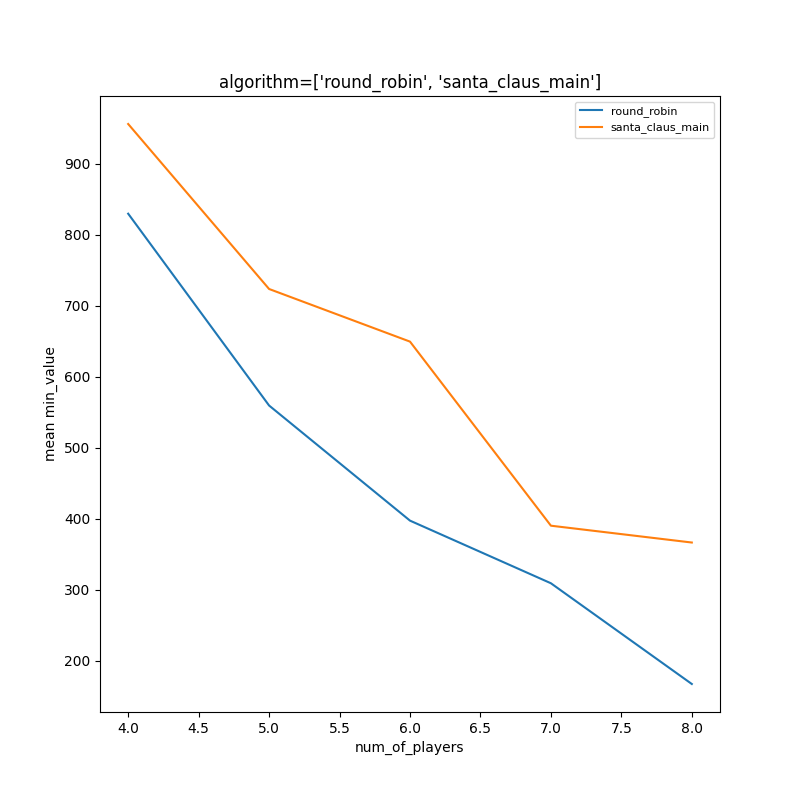 algorithm=['round_robin', 'santa_claus_main']
round_robin
santa_claus_main
900
800
700
600
500
400
300
200
mean min_value
4.0 4.5 5.0 5.5 6.0 6.5 7.0 7.5 8.0
num_of_players